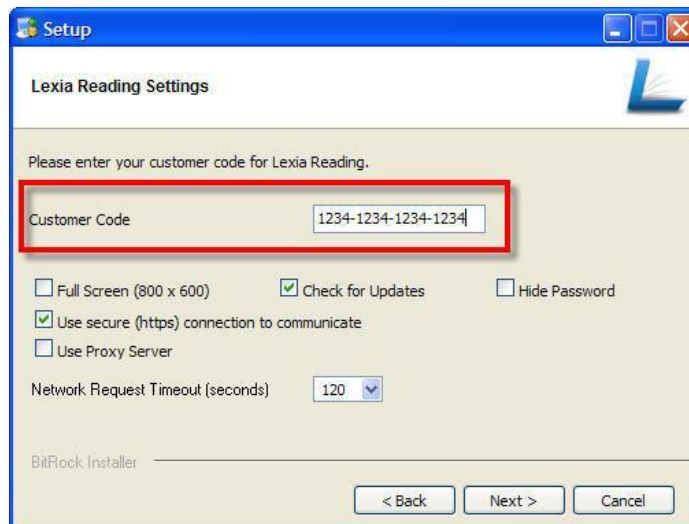 Setup
Lexia Reading Settings
Please enter your customer code for Lexia Reading.
Customer Code 1234-1234-1234-1234
Full Screen (800 x 600) Check for Updates Hide Password
Use secure (https) connection to communicate
Use Proxy Server
Network Request Timeout (seconds) 120
BitRock Installer
< Back Next > Cancel